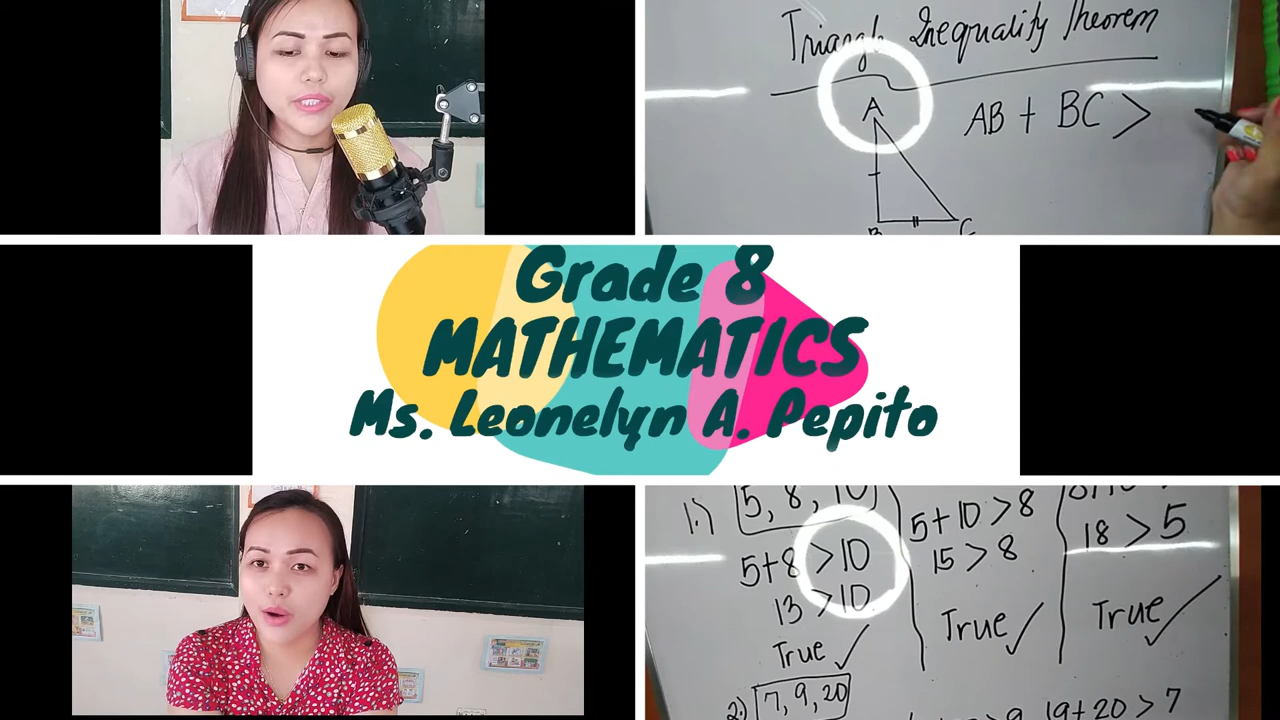 Triangle Inequality Theorem
A
AB + BC >
B C
Grade 8
MATHEMATICS
Ms. Leonelyn A. Pepito
1.) 5, 8, 10
5+8 >10
13 >10
True ✓
5+10 >8
15 >8
True ✓
18 >5
True ✓
2.) 7, 9, 20
19+20 >7